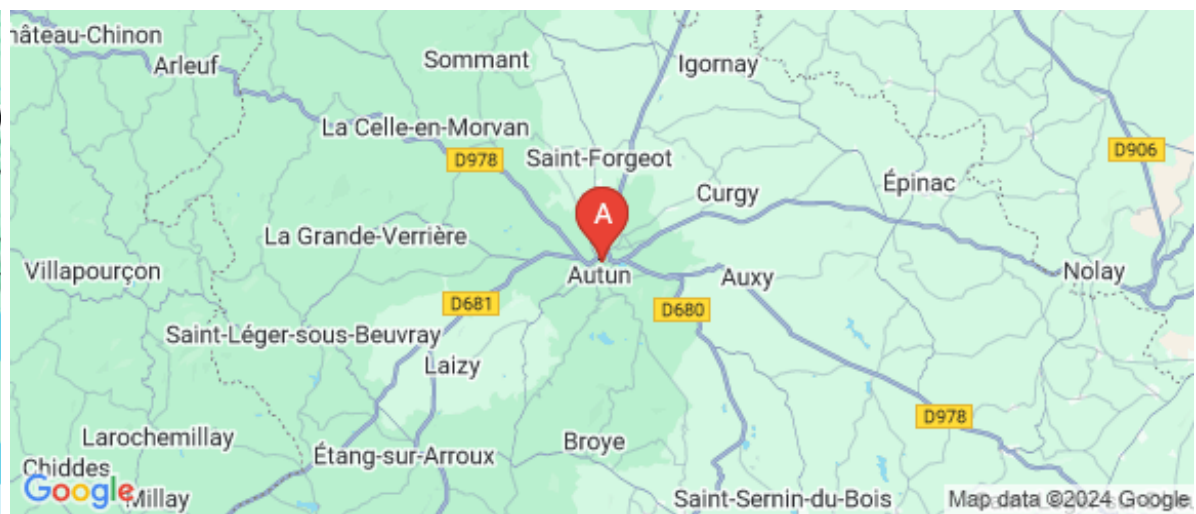 hâteau-Chinon
Arleuf
Sommant
Igornay
La Celle-en-Morvan
D978
Saint-Forgeot
D906
Curgy
Épinac
A
La Grande-Verrière
Villapourçon
Autun
Auxy
Nolay
D681
D680
Saint-Léger-sous-Beuvray
Laizy
D978
Larochemillay
Broye
Étang-sur-Arroux
Chiddes
Google
Millay
Saint-Sernin-du-Bois
Map data ©2024 Google